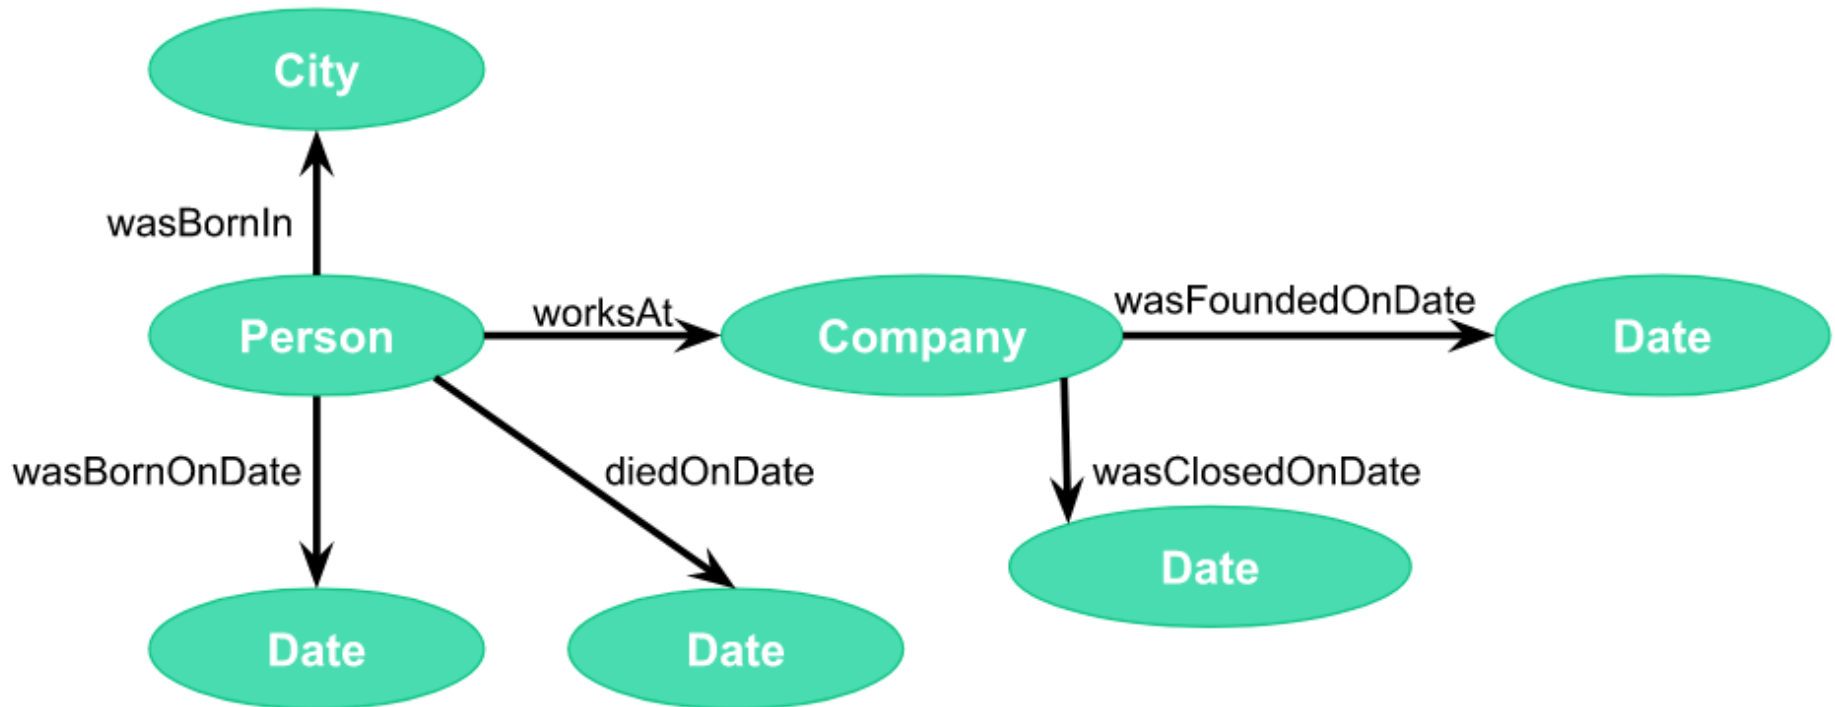 City
wasBornIn
Person
worksAt
Company
wasFoundedOnDate
Date
wasBornOnDate
diedOnDate
wasClosedOnDate
Date
Date
Date